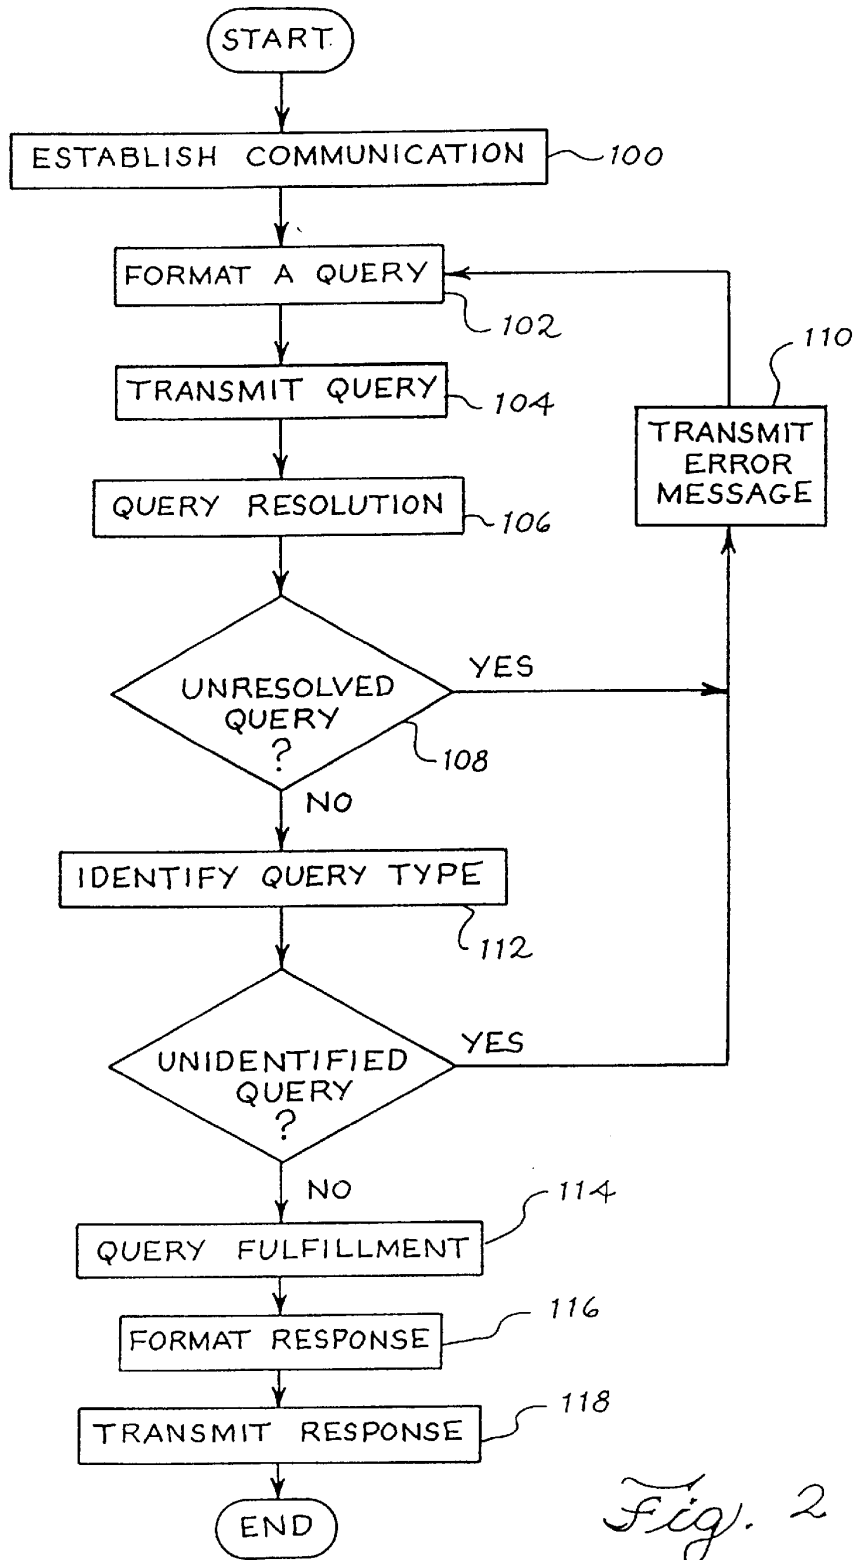 START
ESTABLISH COMMUNICATION
100
FORMAT A QUERY
102
110
TRANSMIT QUERY
104
TRANSMIT
ERROR
MESSAGE
QUERY RESOLUTION
106
YES
UNRESOLVED
QUERY
?
108
NO
IDENTIFY QUERY TYPE
112
YES
UNIDENTIFIED
QUERY
?
NO
114
QUERY FULFILLMENT
116
FORMAT RESPONSE
118
TRANSMIT RESPONSE
END
Fig. 2